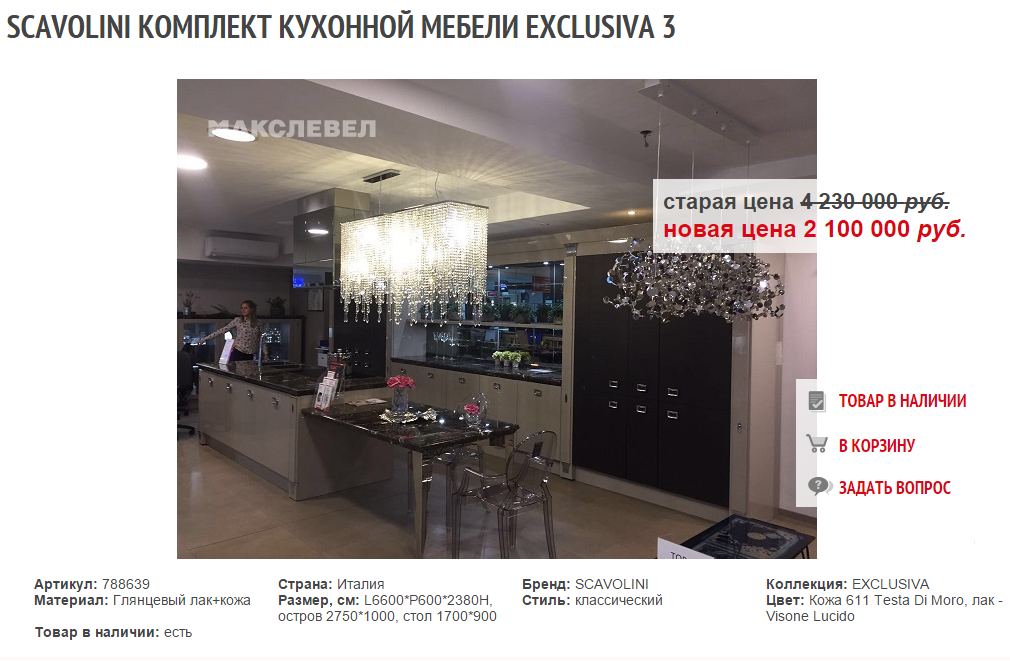 SCAVOLINI КОМПЛЕКТ КУХОННОЙ МЕБЕЛИ EXCLUSIVA 3
МАКСЛЕВЕЛ
старая цена 4 230 000 руб.
новая цена 2 100 000 руб.
ТОВАР В НАЛИЧИИ
В КОРЗИНУ
ЗАДАТЬ ВОПРОС
Артикул: 788639
Материал: Глянцевый лак+кожа
Товар в наличии: есть
Страна: Италия
Размер, см: L6600*P600*2380H,
остров 2750*1000, стол 1700*900
Бренд: SCAVOLINI
Стиль: классический
Коллекция: EXCLUSIVA
Цвет: Кожа 611 Testa Di Moro, лак -
Visone Lucido